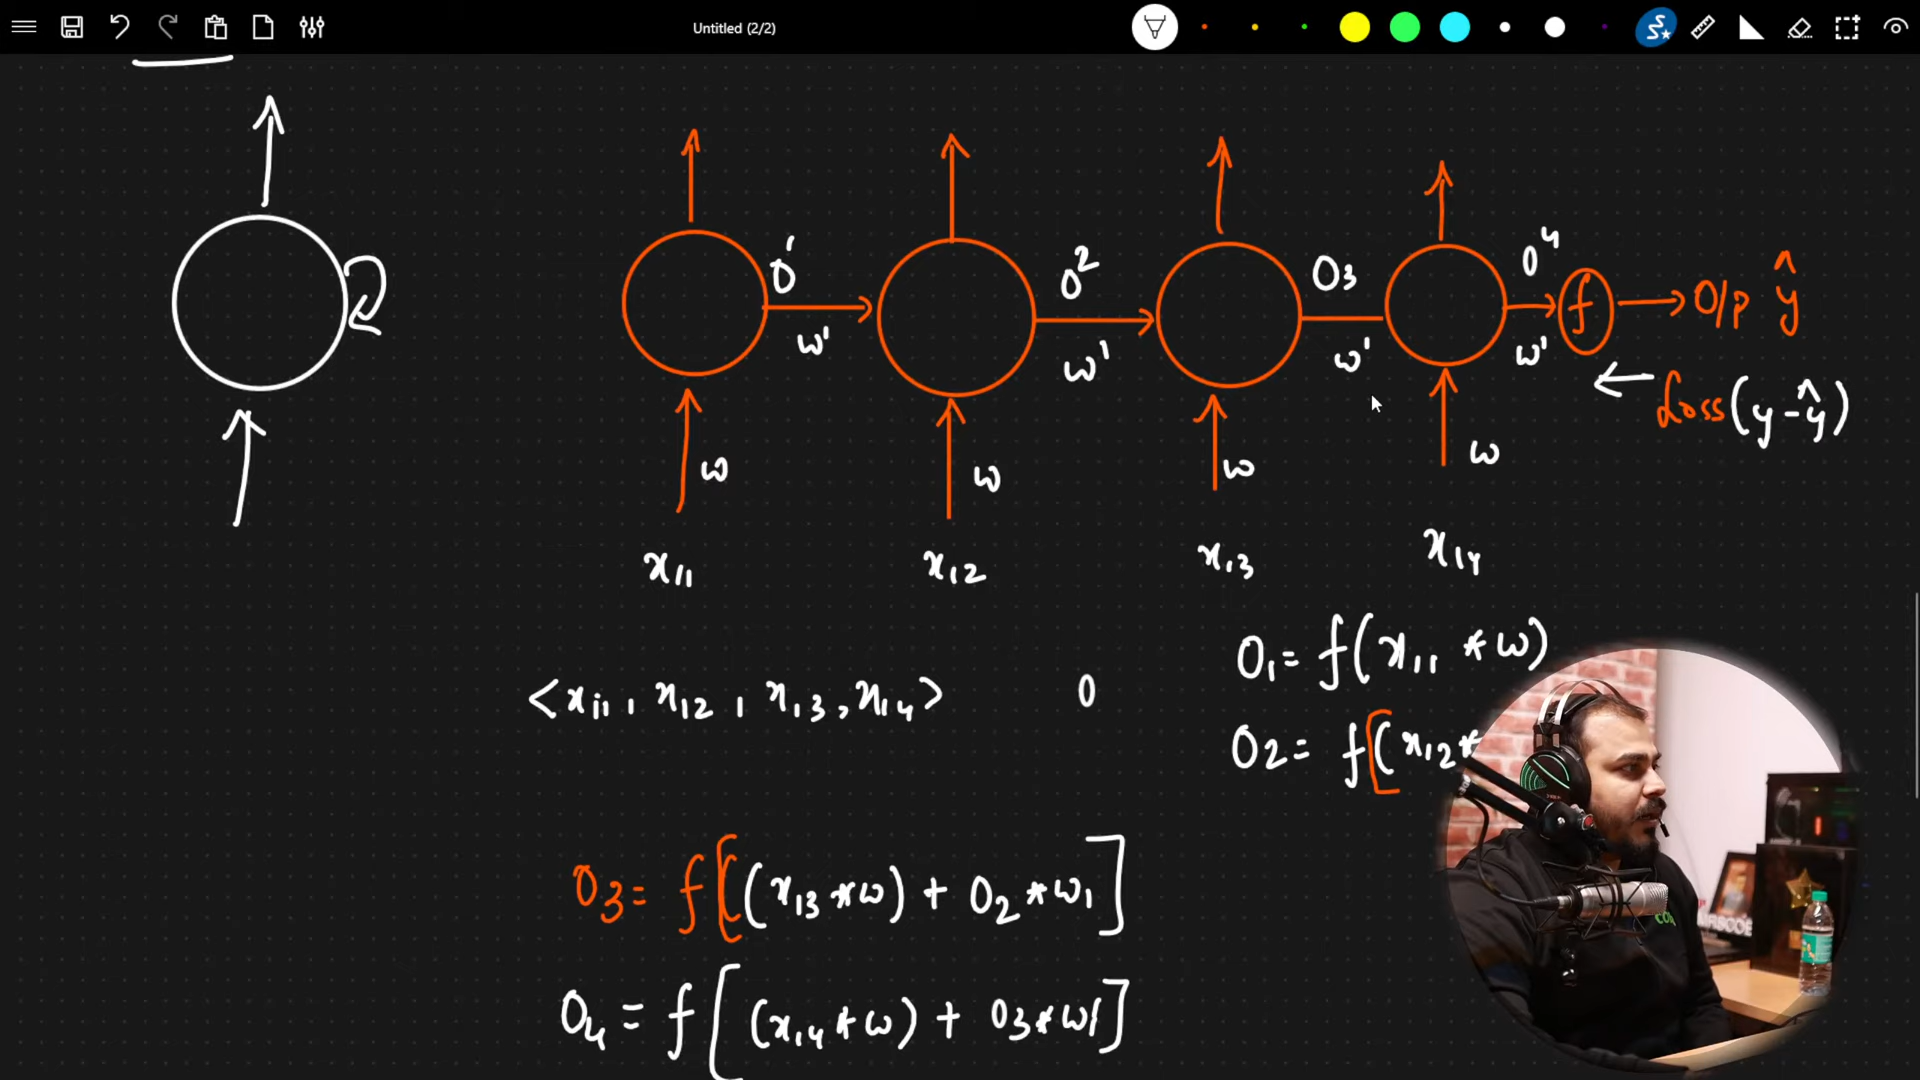 Untitled (2/2)
O' O² O3 O⁴ f → O/p ŷ
w' w' w' w'
← Loss(y-ŷ)
w w w w
x₁₁ x₁₂ x₁₃ x₁₄
O₁= f(x₁₁ * w)
<x₁₁, x₁₂, x₁₃, x₁₄> 0
O2= f[(x₁₂*
O3= f[((x₁₃*w) + O₂*w₁]
O₄ = f[(x₁₄*w) + O3*w1]